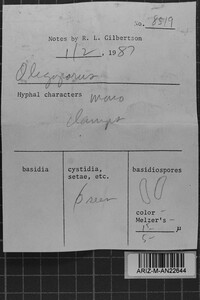 No. 8519
Notes by R. L. Gilbertson
1/2, 1987
Oligoporus
Hyphal characters mono
clamps
basidia
cystidia, setae, etc.
basidiospores
color -
Melzer's -
μ
5
ARIZ-M-AN22644